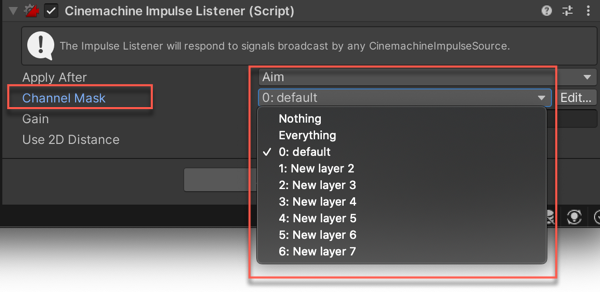 Cinemachine Impulse Listener (Script)
The Impulse Listener will respond to signals broadcast by any CinemachineImpulseSource.
Apply After
Aim
Channel Mask
0: default
Edit...
Gain
Use 2D Distance
Nothing
Everything
✓ 0: default
1: New layer 2
2: New layer 3
3: New layer 4
4: New layer 5
5: New layer 6
6: New layer 7